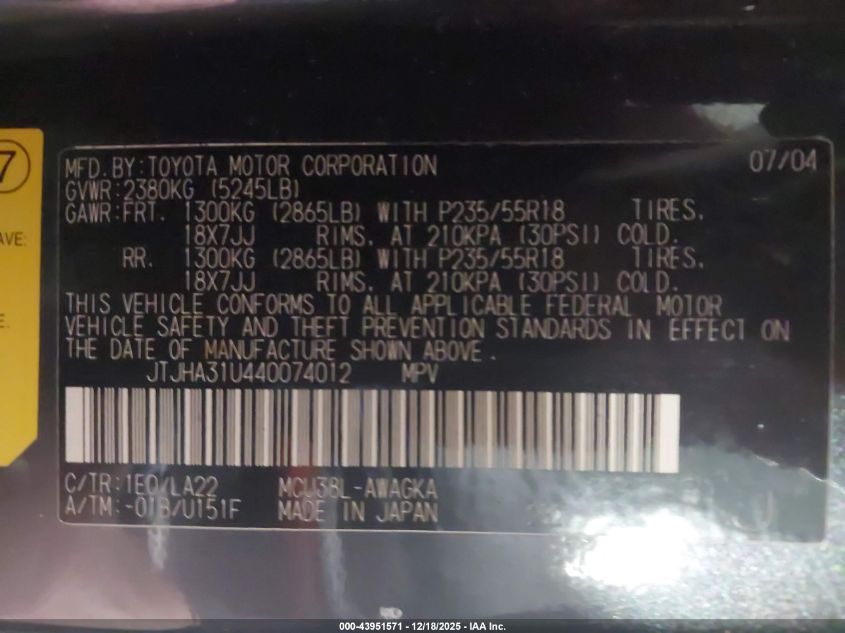 7
AVE:
E.
MFD.BY:TOYOTA MOTOR CORPORATION 07/04
GVWR:2380KG (5245LB)
GAWR:FRT. 1300KG (2865LB) WITH P235/55R18 TIRES.
18X7JJ RIMS. AT 210KPA (30PSI) COLD.
RR. 1300KG (2865LB) WITH P235/55R18 TIRES.
18X7JJ RIMS. AT 210KPA (30PSI) COLD.
THIS VEHICLE CONFORMS TO ALL APPLICABLE FEDERAL MOTOR
VEHICLE SAFETY AND THEFT PREVENTION STANDARDS IN EFFECT ON
THE DATE OF MANUFACTURE SHOWN ABOVE.
JTJHA31U440074012 MPV
C/TR:1E0/LA22 MCU38L-AWAGKA
A/TM:-01B/U151F MADE IN JAPAN
000-43951571 - 12/18/2025 - IAA Inc.